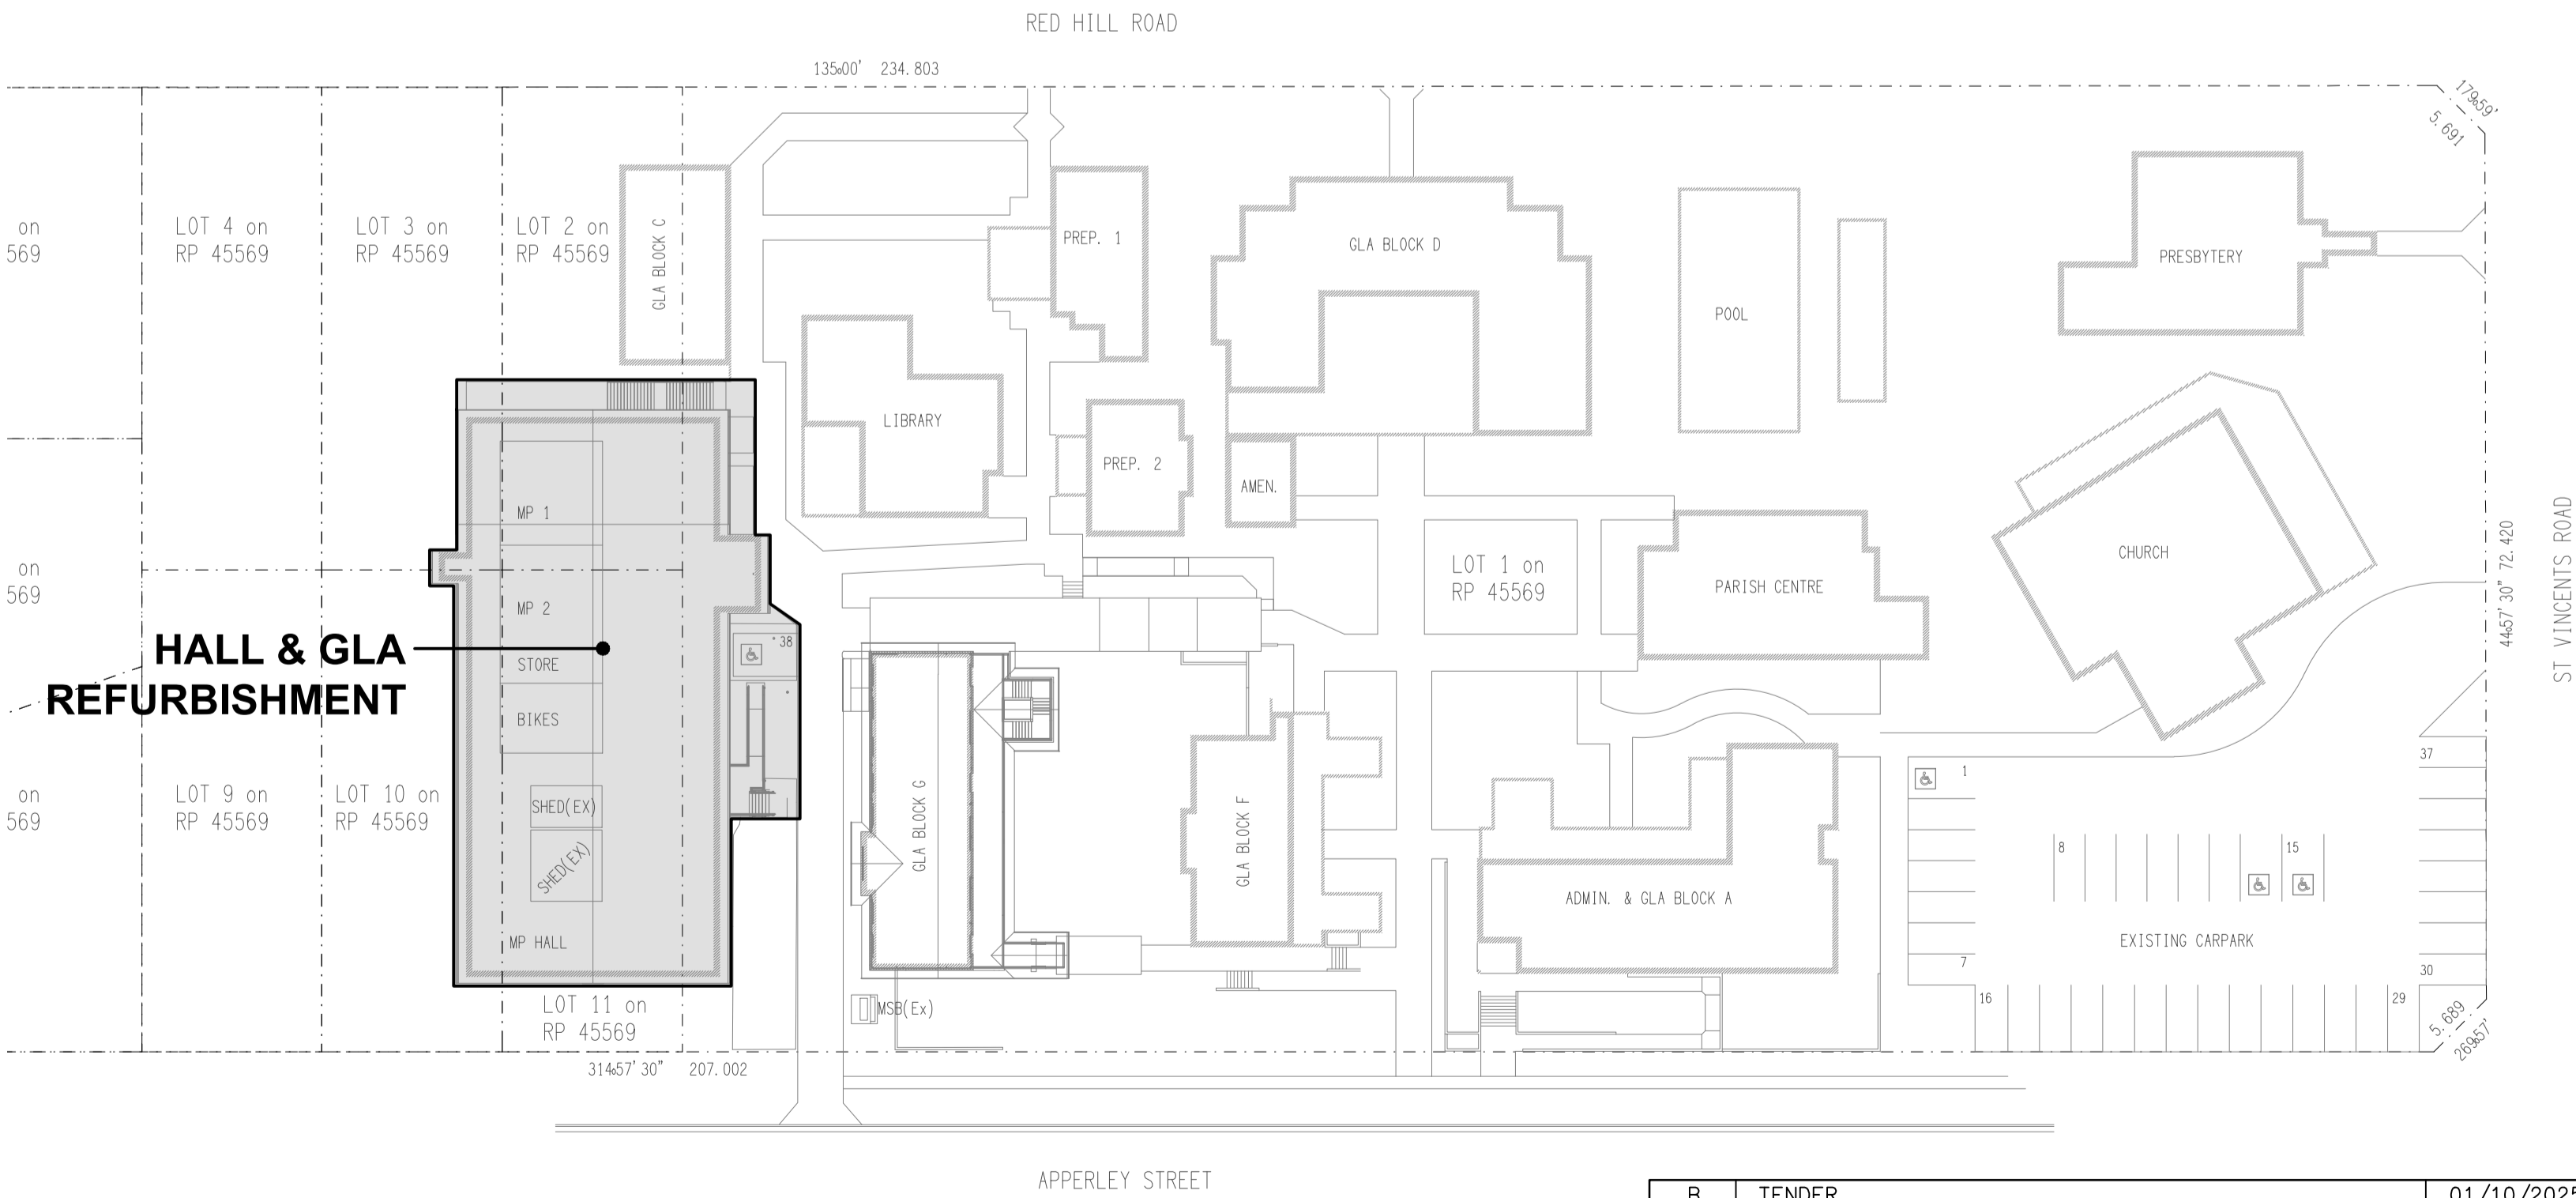 RED HILL ROAD
135°00' 234.803
179°59'
5.691
on
569
LOT 4 on
RP 45569
LOT 3 on
RP 45569
LOT 2 on
RP 45569
GLA BLOCK C
PREP. 1
GLA BLOCK D
POOL
PRESBYTERY
LIBRARY
PREP. 2
AMEN.
MP 1
on
569
LOT 1 on
RP 45569
PARISH CENTRE
CHURCH
44°57'30" 72.420
ST VINCENTS ROAD
MP 2
HALL & GLA
REFURBISHMENT
38
STORE
BIKES
on
569
LOT 9 on
RP 45569
LOT 10 on
RP 45569
SHED(EX)
SHED(EX)
MP HALL
GLA BLOCK G
GLA BLOCK F
ADMIN. & GLA BLOCK A
1
37
8
15
EXISTING CARPARK
7
30
16
29
LOT 11 on
RP 45569
MSB(Ex)
5.689
269°57'
314°57'30" 207.002
APPERLEY STREET
B TENDER 01/10/2025